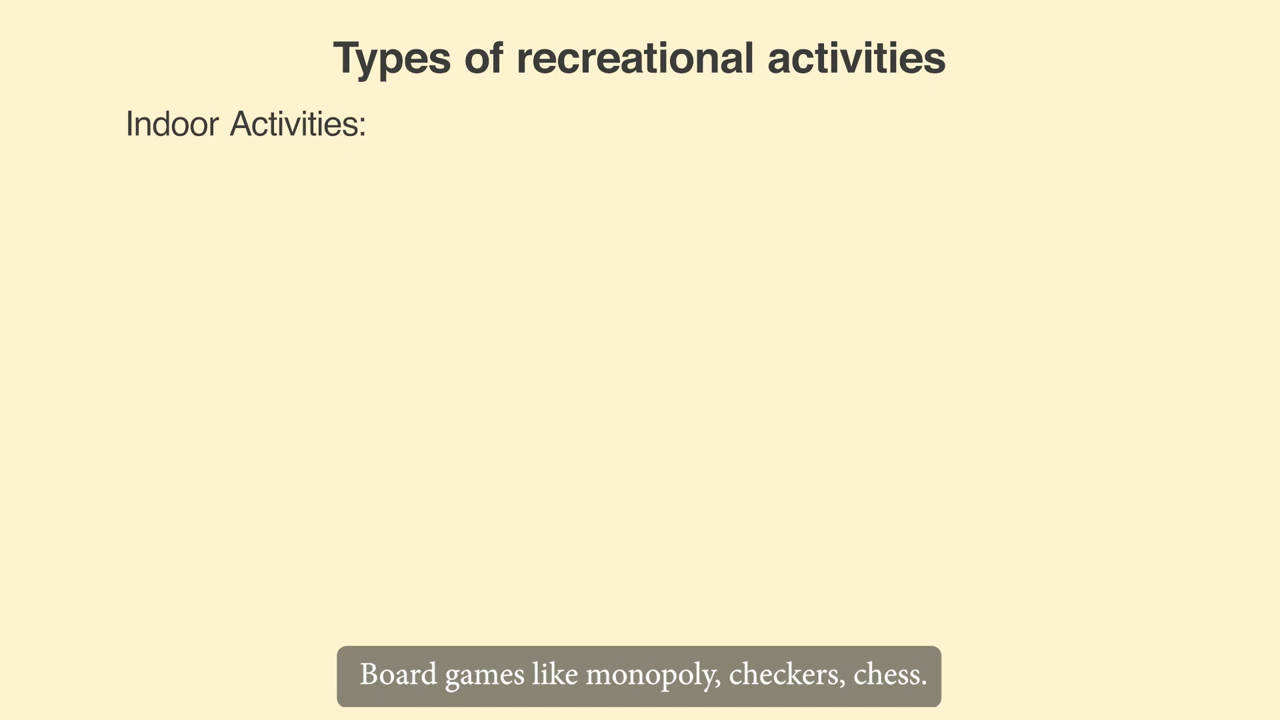 Types of recreational activities
Indoor Activities:
Board games like monopoly, checkers, chess.